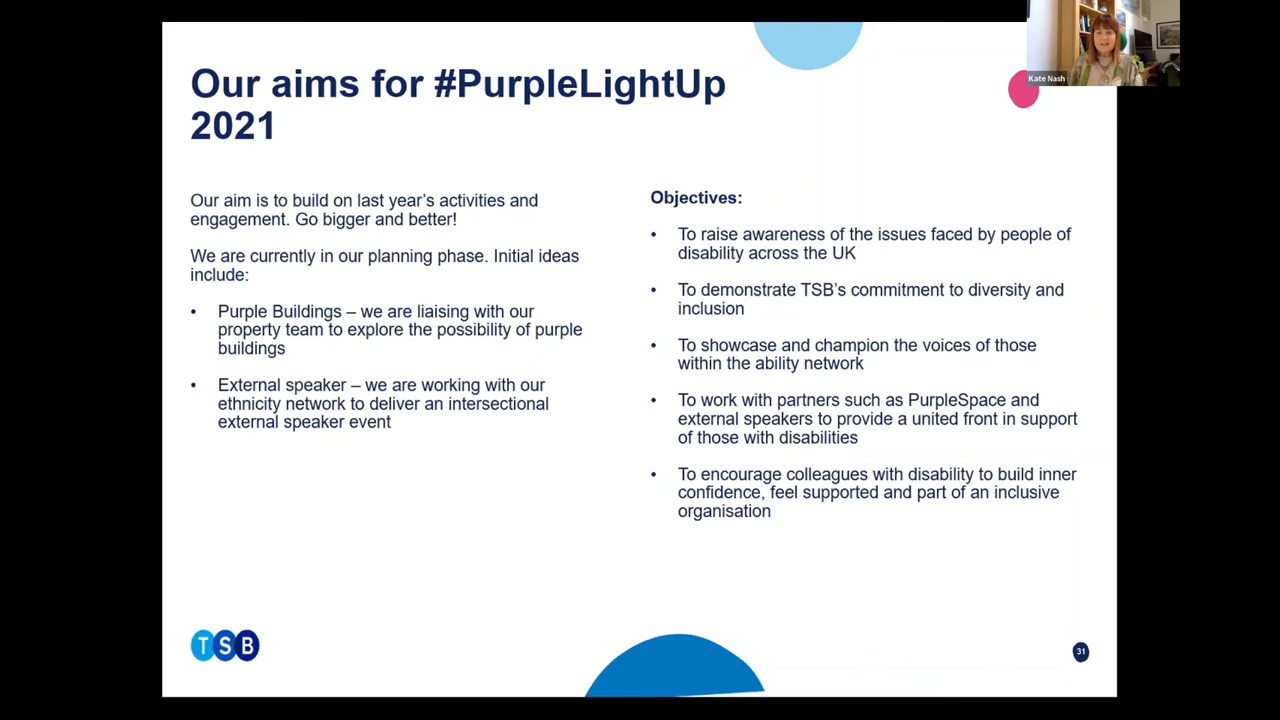 Our aims for #PurpleLightUp
2021
Kate Nash
Our aim is to build on last year’s activities and
engagement. Go bigger and better!
We are currently in our planning phase. Initial ideas
include:
• Purple Buildings – we are liaising with our
property team to explore the possibility of purple
buildings
• External speaker – we are working with our
ethnicity network to deliver an intersectional
external speaker event
Objectives:
• To raise awareness of the issues faced by people of
disability across the UK
• To demonstrate TSB’s commitment to diversity and
inclusion
• To showcase and champion the voices of those
within the ability network
• To work with partners such as PurpleSpace and
external speakers to provide a united front in support
of those with disabilities
• To encourage colleagues with disability to build inner
confidence, feel supported and part of an inclusive
organisation
TSB
31